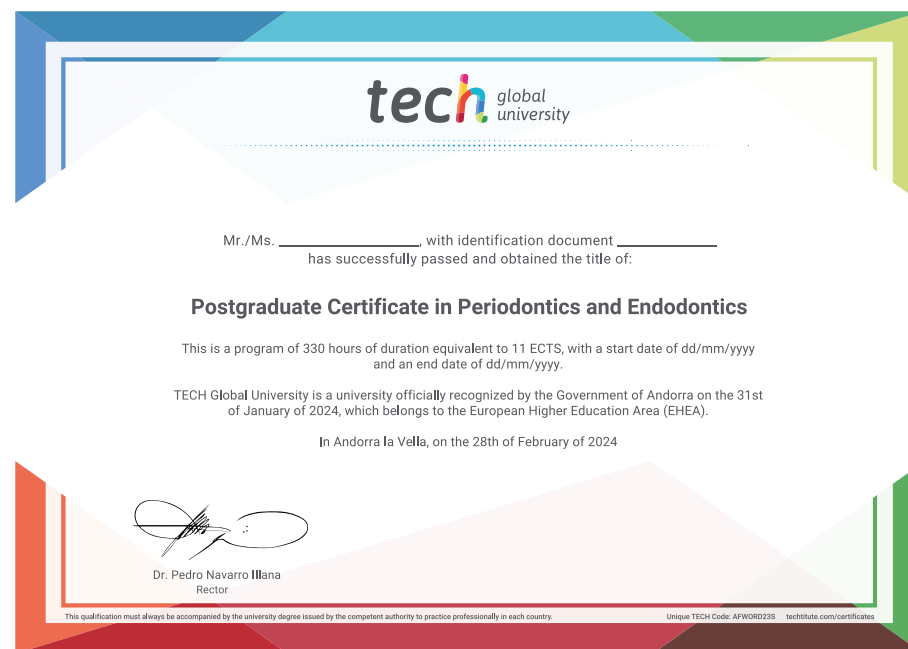 tech global university
Mr./Ms. ____________, with identification document ____________
has successfully passed and obtained the title of:
Postgraduate Certificate in Periodontics and Endodontics
This is a program of 330 hours of duration equivalent to 11 ECTS, with a start date of dd/mm/yyyy
and an end date of dd/mm/yyyy.
TECH Global University is a university officially recognized by the Government of Andorra on the 31st
of January of 2024, which belongs to the European Higher Education Area (EHEA).
In Andorra la Vella, on the 28th of February of 2024
Dr. Pedro Navarro Illana
Rector
This qualification must always be accompanied by the university degree issued by the competent authority to practice professionally in each country. Unique TECH Code: AFWORD23S techtitute.com/certificates